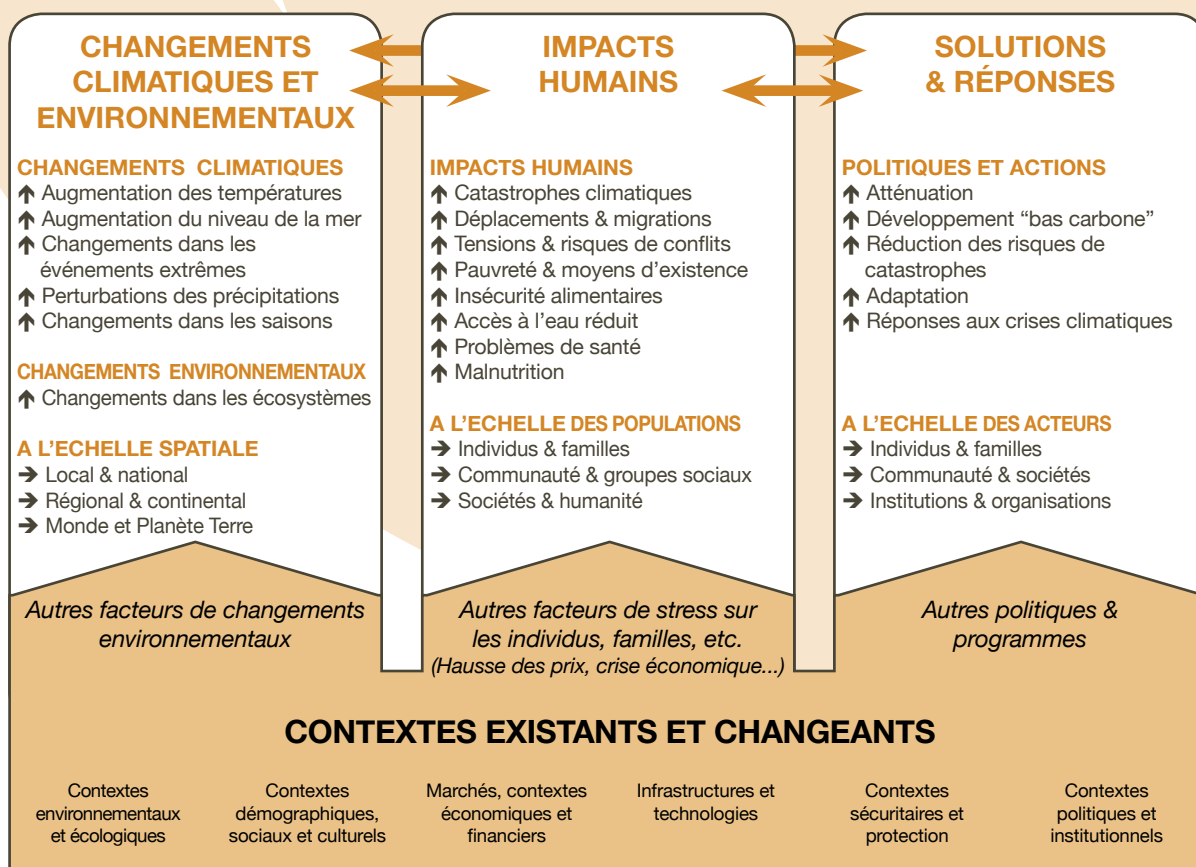 CHANGEMENTS
CLIMATIQUES ET
ENVIRONNEMENTAUX
CHANGEMENTS CLIMATIQUES
Augmentation des températures
Augmentation du niveau de la mer
Changements dans les
événements extrêmes
Perturbations des précipitations
Changements dans les saisons
CHANGEMENTS ENVIRONNEMENTAUX
Changements dans les écosystèmes
A L'ECHELLE SPATIALE
Local & national
Régional & continental
Monde et Planète Terre
Autres facteurs de changements
environnementaux
IMPACTS
HUMAINS
IMPACTS HUMAINS
Catastrophes climatiques
Déplacements & migrations
Tensions & risques de conflits
Pauvreté & moyens d'existence
Insécurité alimentaires
Accès à l'eau réduit
Problèmes de santé
Malnutrition
A L'ECHELLE DES POPULATIONS
Individus & familles
Communauté & groupes sociaux
Sociétés & humanité
Autres facteurs de stress sur
les individus, familles, etc.
(Hausse des prix, crise économique...)
SOLUTIONS
& RÉPONSES
POLITIQUES ET ACTIONS
Atténuation
Développement “bas carbone”
Réduction des risques de
catastrophes
Adaptation
Réponses aux crises climatiques
A L'ECHELLE DES ACTEURS
Individus & familles
Communauté & sociétés
Institutions & organisations
Autres politiques &
programmes
CONTEXTES EXISTANTS ET CHANGEANTS
Contextes
environnementaux
et écologiques
Contextes
démographiques,
sociaux et culturels
Marchés, contextes
économiques et
financiers
Infrastructures et
technologies
Contextes
sécuritaires et
protection
Contextes
politiques et
institutionnels